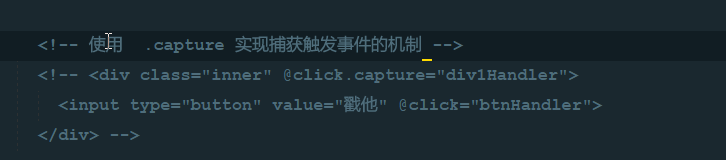 <!-- 使用  .capture 实现捕获触发事件的机制 -->
<!-- <div class="inner" @click.capture="div1Handler">
<input type="button" value="戳他" @click="btnHandler">
</div> -->